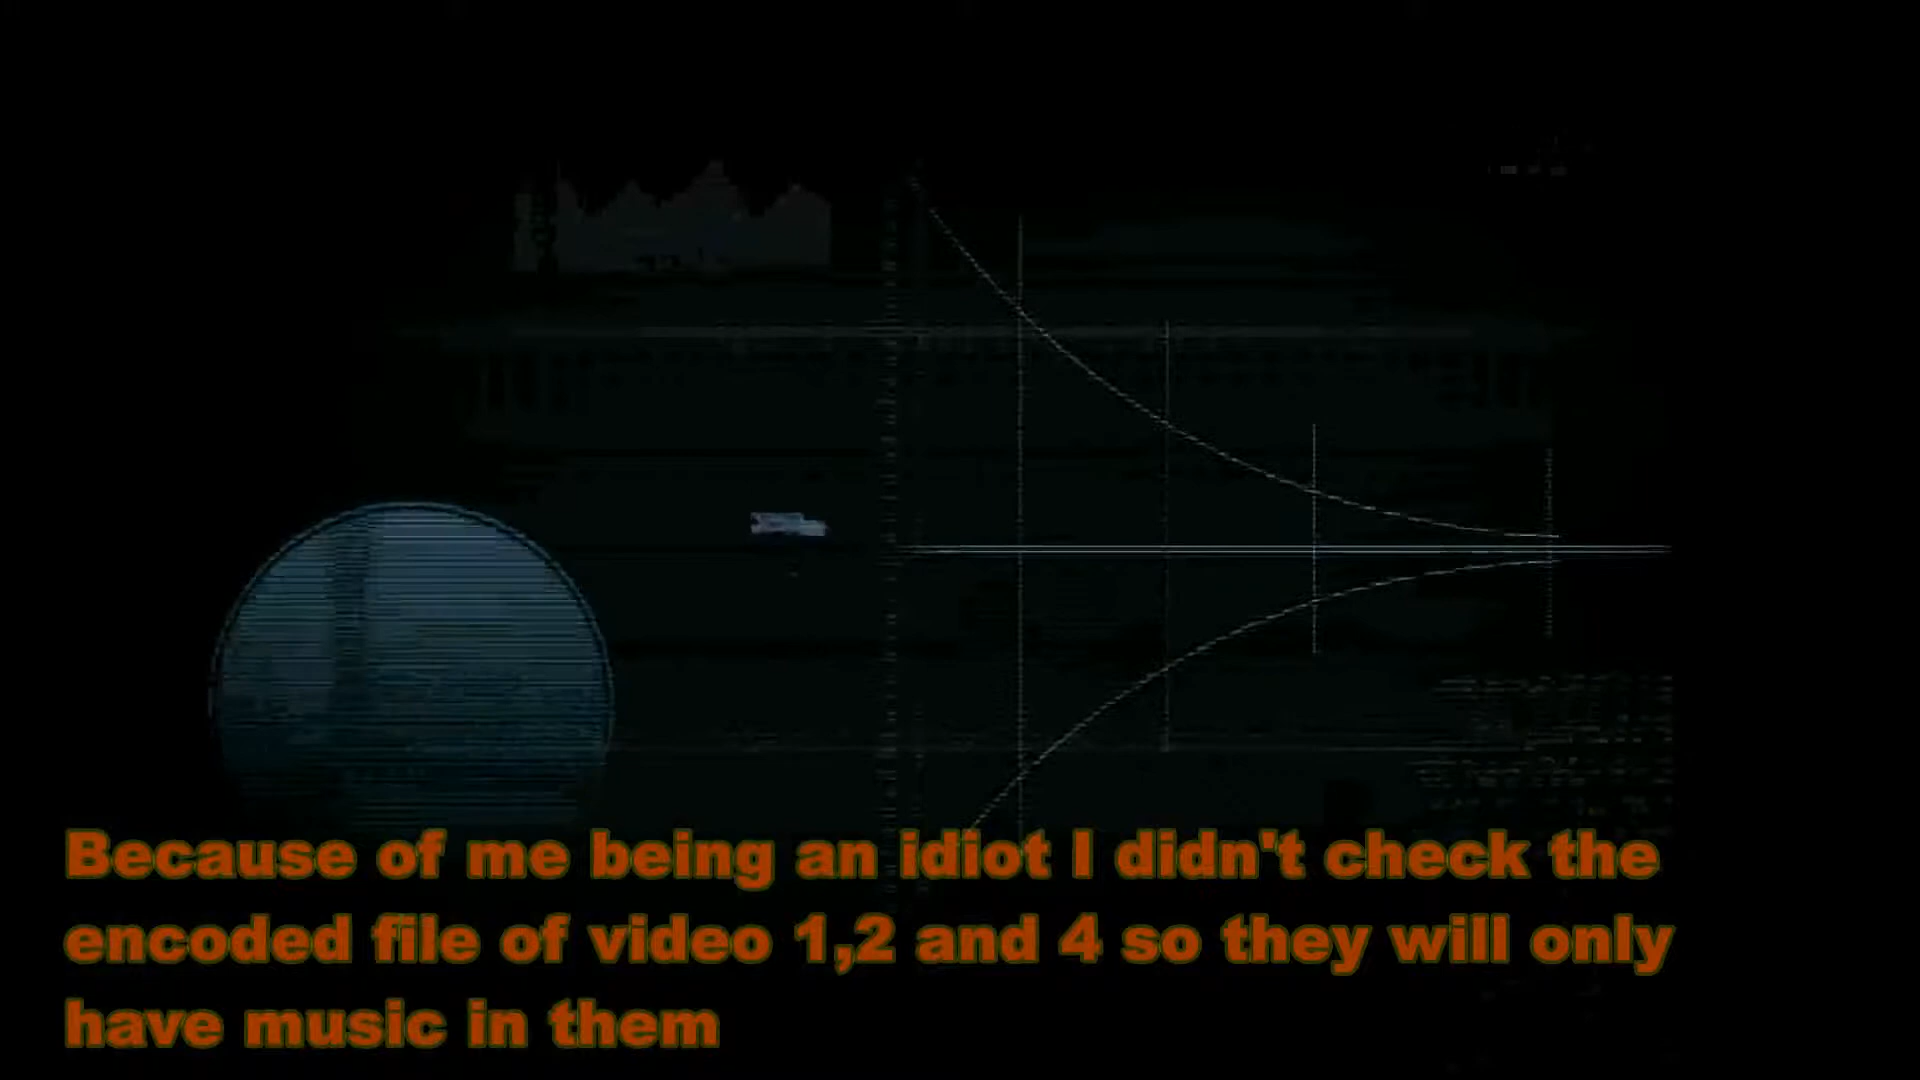 Because of me being an idiot I didn't check the
encoded file of video 1,2 and 4 so they will only
have music in them